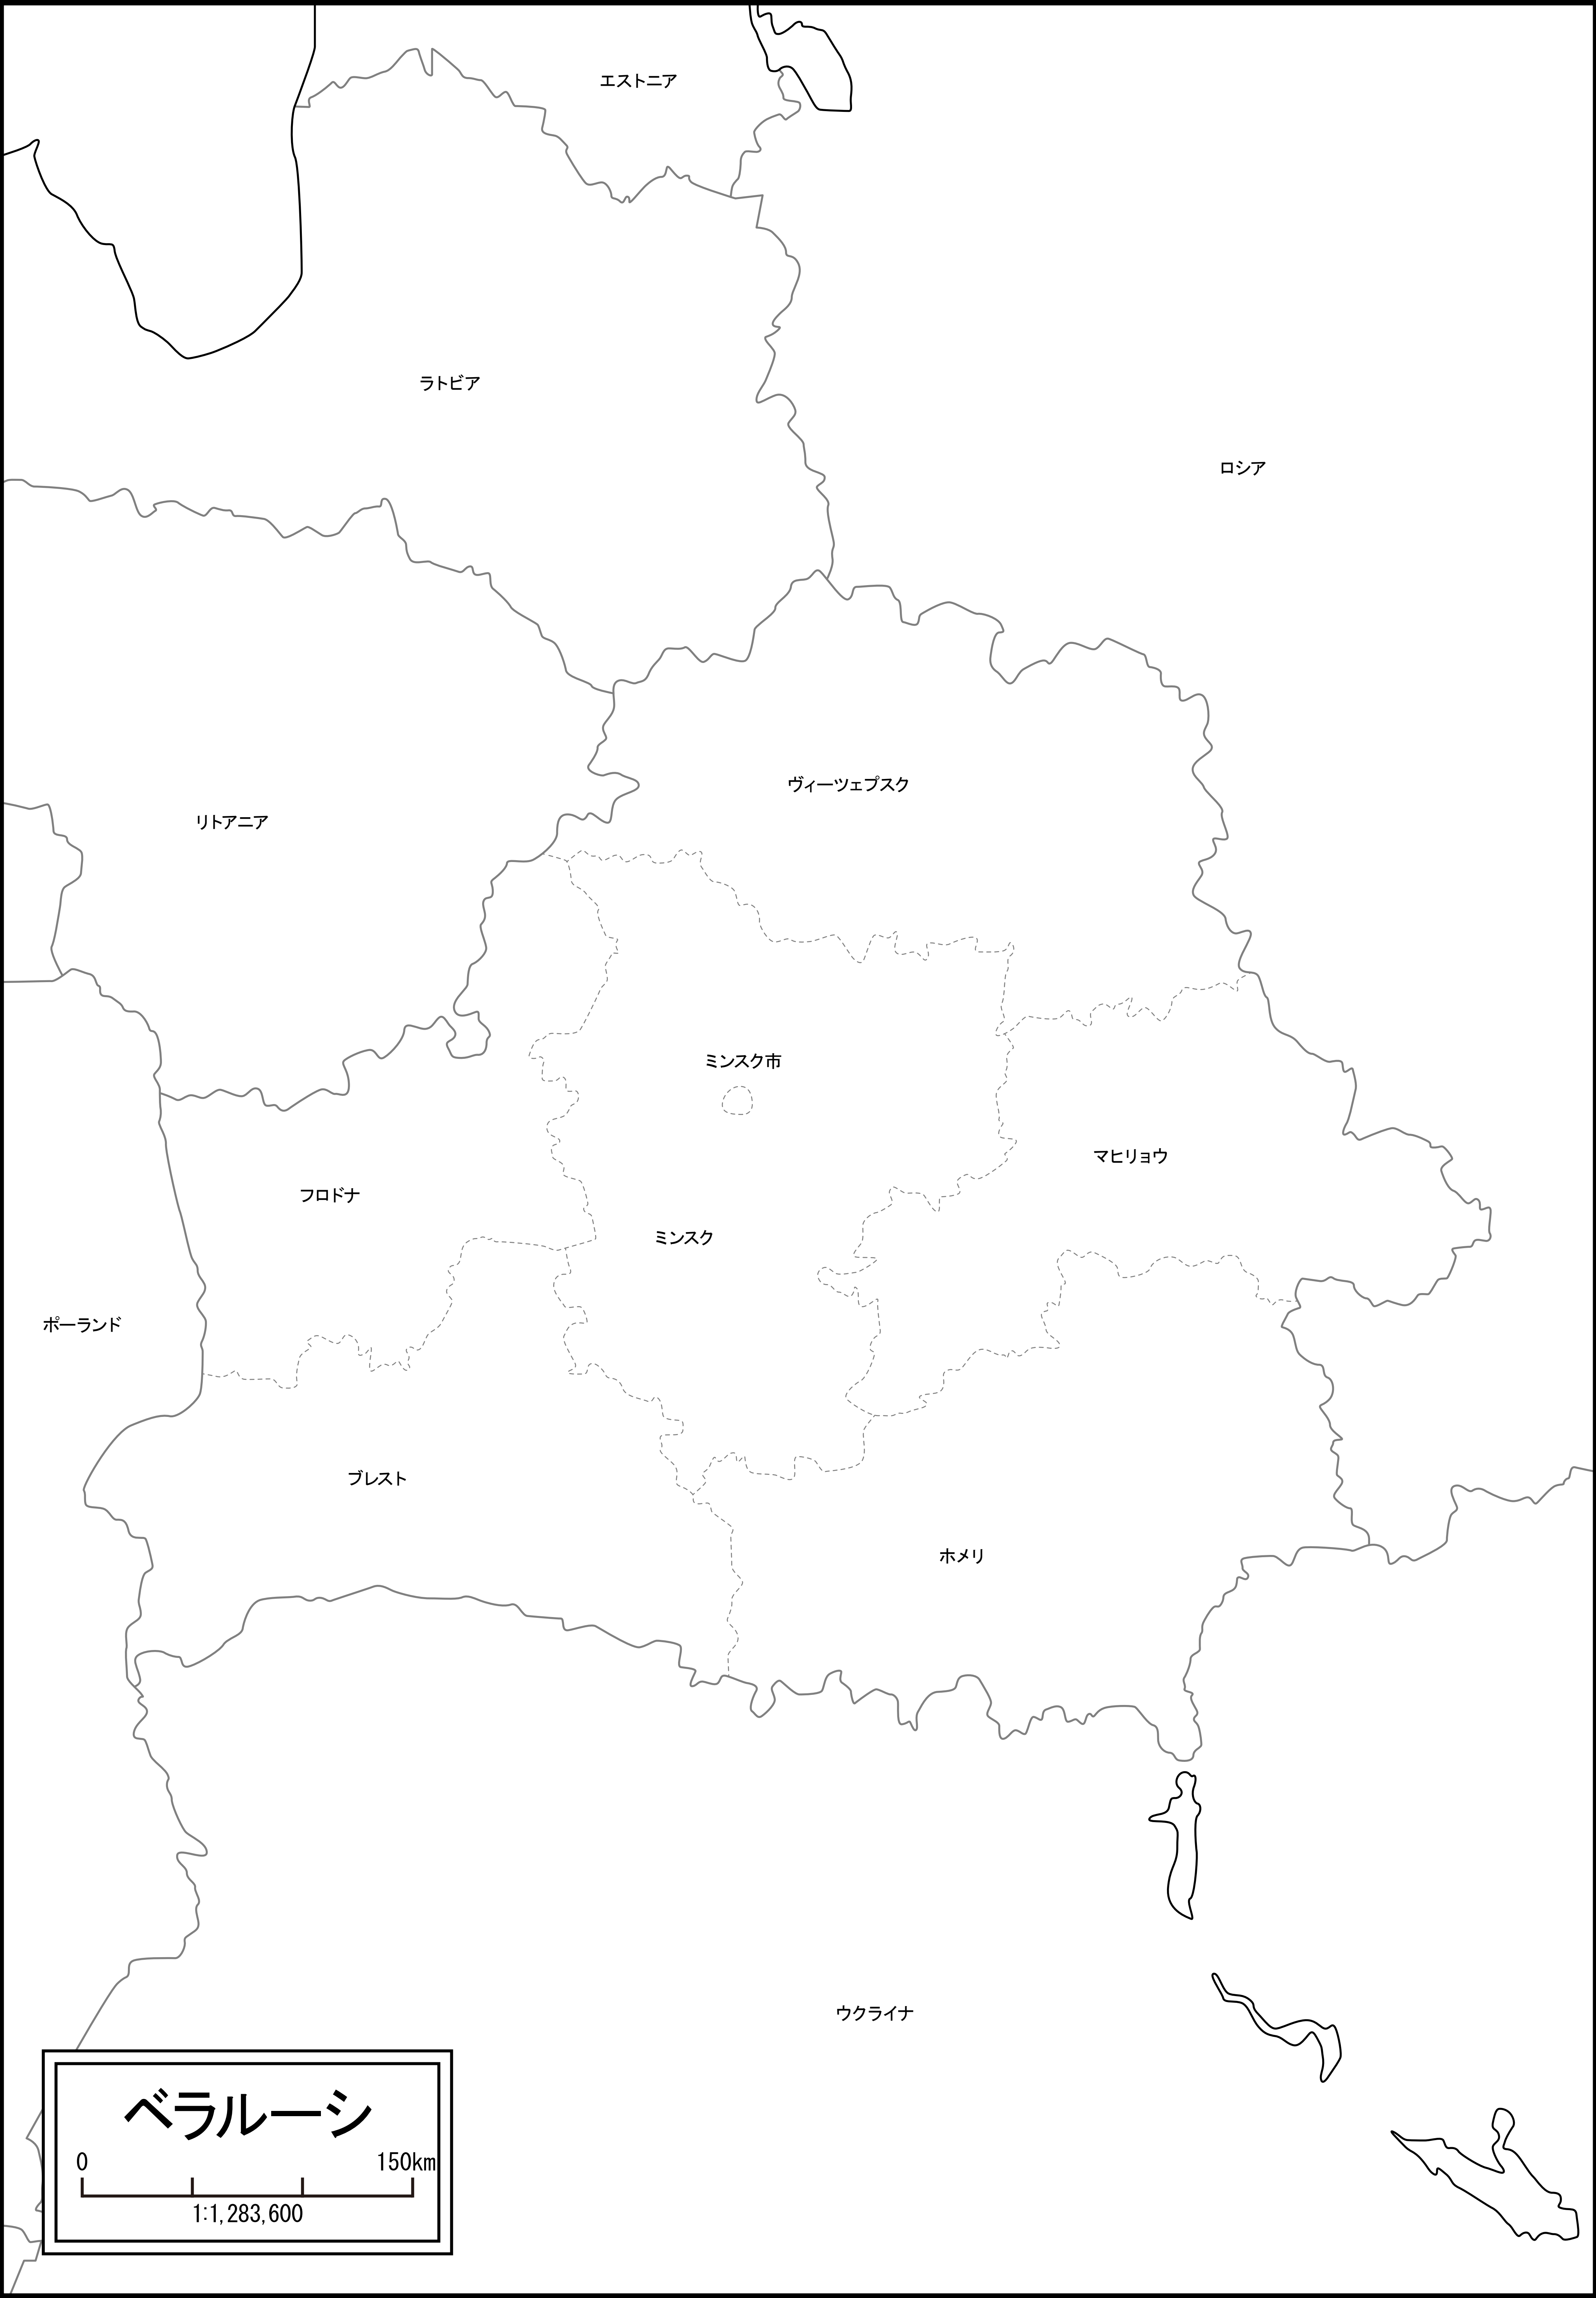 エストニア
ラトビア
ロシア
ヴィーツェプスク
リトアニア
ミンスク市
マヒリョウ
フロドナ
ミンスク
ポーランド
ブレスト
ホメリ
ウクライナ
ベラルーシ
0 150km
1:1,283,600